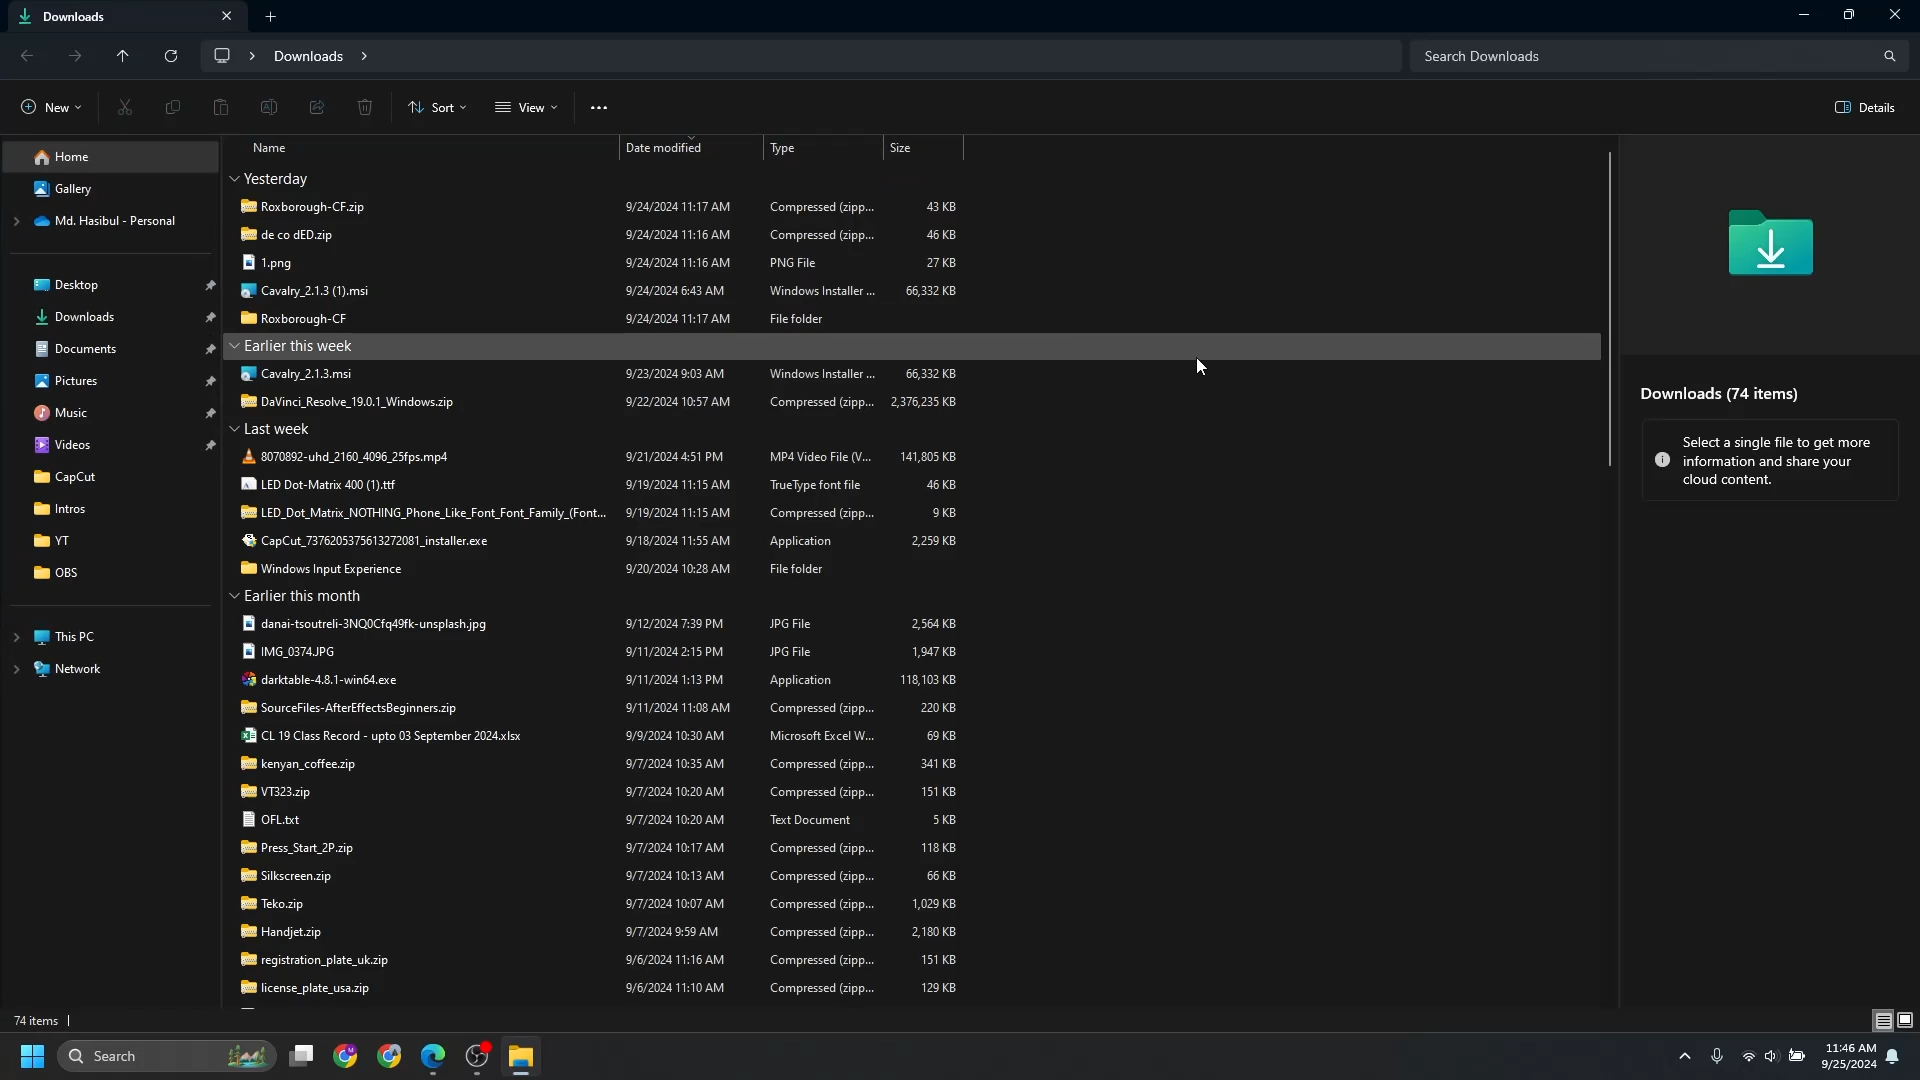 Downloads
Downloads
Search Downloads
New
Sort
View
Details
Home
Gallery
Md. Hasibul - Personal
Desktop
Downloads
Documents
Pictures
Music
Videos
CapCut
Intros
YT
OBS
This PC
Network
Name Date modified Type Size
Yesterday
Roxborough-CF.zip 9/24/2024 11:17 AM Compressed (zipp... 43 KB
de co dED.zip 9/24/2024 11:16 AM Compressed (zipp... 46 KB
1.png 9/24/2024 11:16 AM PNG File 27 KB
Cavalry_2.1.3 (1).msi 9/24/2024 6:43 AM Windows Installer ... 66,332 KB
Roxborough-CF 9/24/2024 11:17 AM File folder
Earlier this week
Cavalry_2.1.3.msi 9/23/2024 9:03 AM Windows Installer ... 66,332 KB
DaVinci_Resolve_19.0.1_Windows.zip 9/22/2024 10:57 AM Compressed (zipp... 2,376,235 KB
Last week
8070892-uhd_2160_4096_25fps.mp4 9/21/2024 4:51 PM MP4 Video File (V... 141,805 KB
LED Dot-Matrix 400 (1).ttf 9/19/2024 11:15 AM TrueType font file 46 KB
LED_Dot_Matrix_NOTHING_Phone_Like_Font_Font_Family_(Font... 9/19/2024 11:15 AM Compressed (zipp... 9 KB
CapCut_7376205375613272081_installer.exe 9/18/2024 11:55 AM Application 2,259 KB
Windows Input Experience 9/20/2024 10:28 AM File folder
Earlier this month
danai-tsoutreli-3NQ0Cfq49fk-unsplash.jpg 9/12/2024 7:39 PM JPG File 2,564 KB
IMG_0374.JPG 9/11/2024 2:15 PM JPG File 1,947 KB
darktable-4.8.1-win64.exe 9/11/2024 1:13 PM Application 118,103 KB
SourceFiles-AfterEffectsBeginners.zip 9/11/2024 11:08 AM Compressed (zipp... 220 KB
CL 19 Class Record - upto 03 September 2024.xlsx 9/9/2024 10:30 AM Microsoft Excel W... 69 KB
kenyan_coffee.zip 9/7/2024 10:35 AM Compressed (zipp... 341 KB
VT323.zip 9/7/2024 10:20 AM Compressed (zipp... 151 KB
OFL.txt 9/7/2024 10:20 AM Text Document 5 KB
Press_Start_2P.zip 9/7/2024 10:17 AM Compressed (zipp... 118 KB
Silkscreen.zip 9/7/2024 10:13 AM Compressed (zipp... 66 KB
Teko.zip 9/7/2024 10:07 AM Compressed (zipp... 1,029 KB
Handjet.zip 9/7/2024 9:59 AM Compressed (zipp... 2,180 KB
registration_plate_uk.zip 9/6/2024 11:16 AM Compressed (zipp... 151 KB
license_plate_usa.zip 9/6/2024 11:10 AM Compressed (zipp... 129 KB
Downloads (74 items)
Select a single file to get more
information and share your
cloud content.
74 items
Search
11:46 AM
9/25/2024